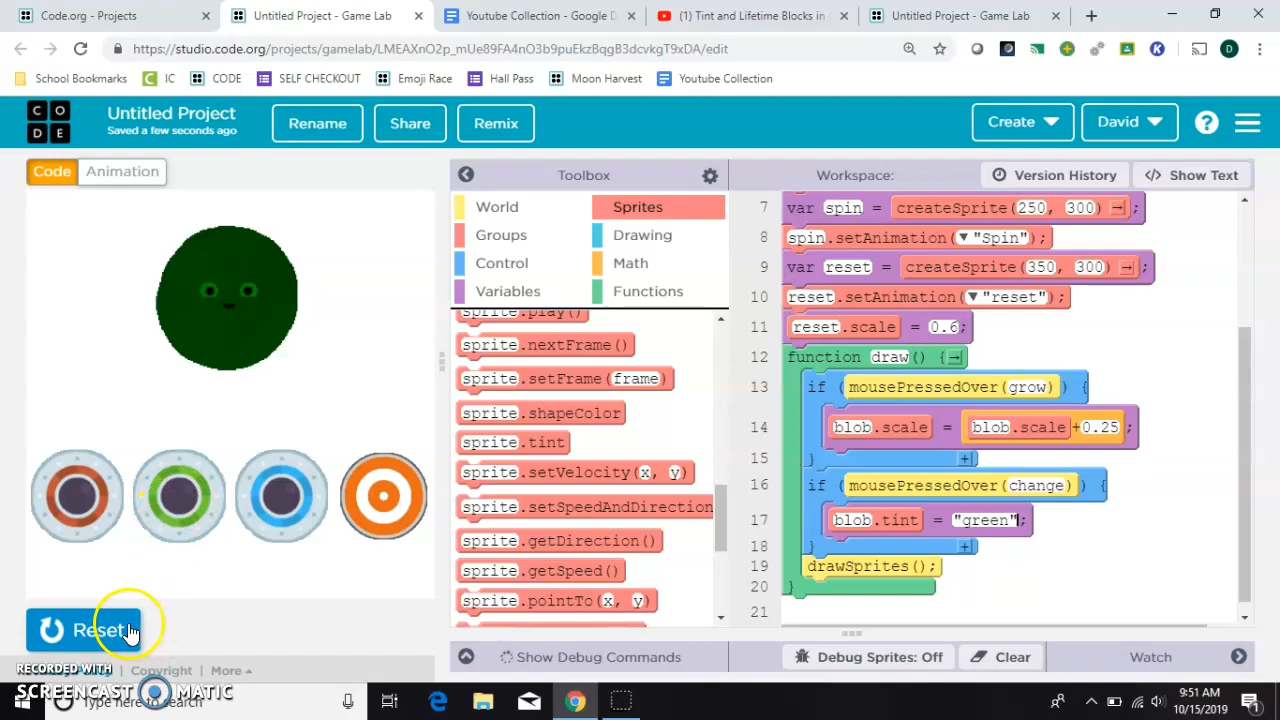 Code.org - Projects
Untitled Project - Game Lab
Youtube Collection - Google D
(1) Tint and Lifetime Blocks in
Untitled Project - Game Lab
https://studio.code.org/projects/gamelab/LMEAXnO2p_mUe89FA4nO3b9puEkzBqgB3dcvkgT9xDA/edit
D
School Bookmarks
IC
CODE
SELF CHECKOUT
Emoji Race
Hall Pass
Moon Harvest
Youtube Collection
C O
D E
Untitled Project
Saved a few seconds ago
Rename
Share
Remix
Create
David
Code
Animation
Toolbox
Workspace:
Version History
Show Text
World
Sprites
Groups
Drawing
Control
Math
Variables
Functions
sprite.play()
sprite.nextFrame()
sprite.setFrame(frame)
sprite.shapeColor
sprite.tint
sprite.setVelocity(x, y)
sprite.setSpeedAndDirection
sprite.getDirection()
sprite.getSpeed()
sprite.pointTo(x, y)
7 var spin = createSprite(250, 300);
8 spin.setAnimation("Spin");
9 var reset = createSprite(350, 300);
10 reset.setAnimation("reset");
11 reset.scale = 0.6;
12 function draw() {
13 if (mousePressedOver(grow)) {
14 blob.scale = blob.scale+0.25;
15 }
16 if (mousePressedOver(change)) {
17 blob.tint = "green";
18 }
19 drawSprites();
20 }
21
Reset
Show Debug Commands
Debug Sprites: Off
Clear
Watch
RECORDED WITH
SCREENCAST MATIC
Copyright
More
Type here to search
9:51 AM
10/15/2019